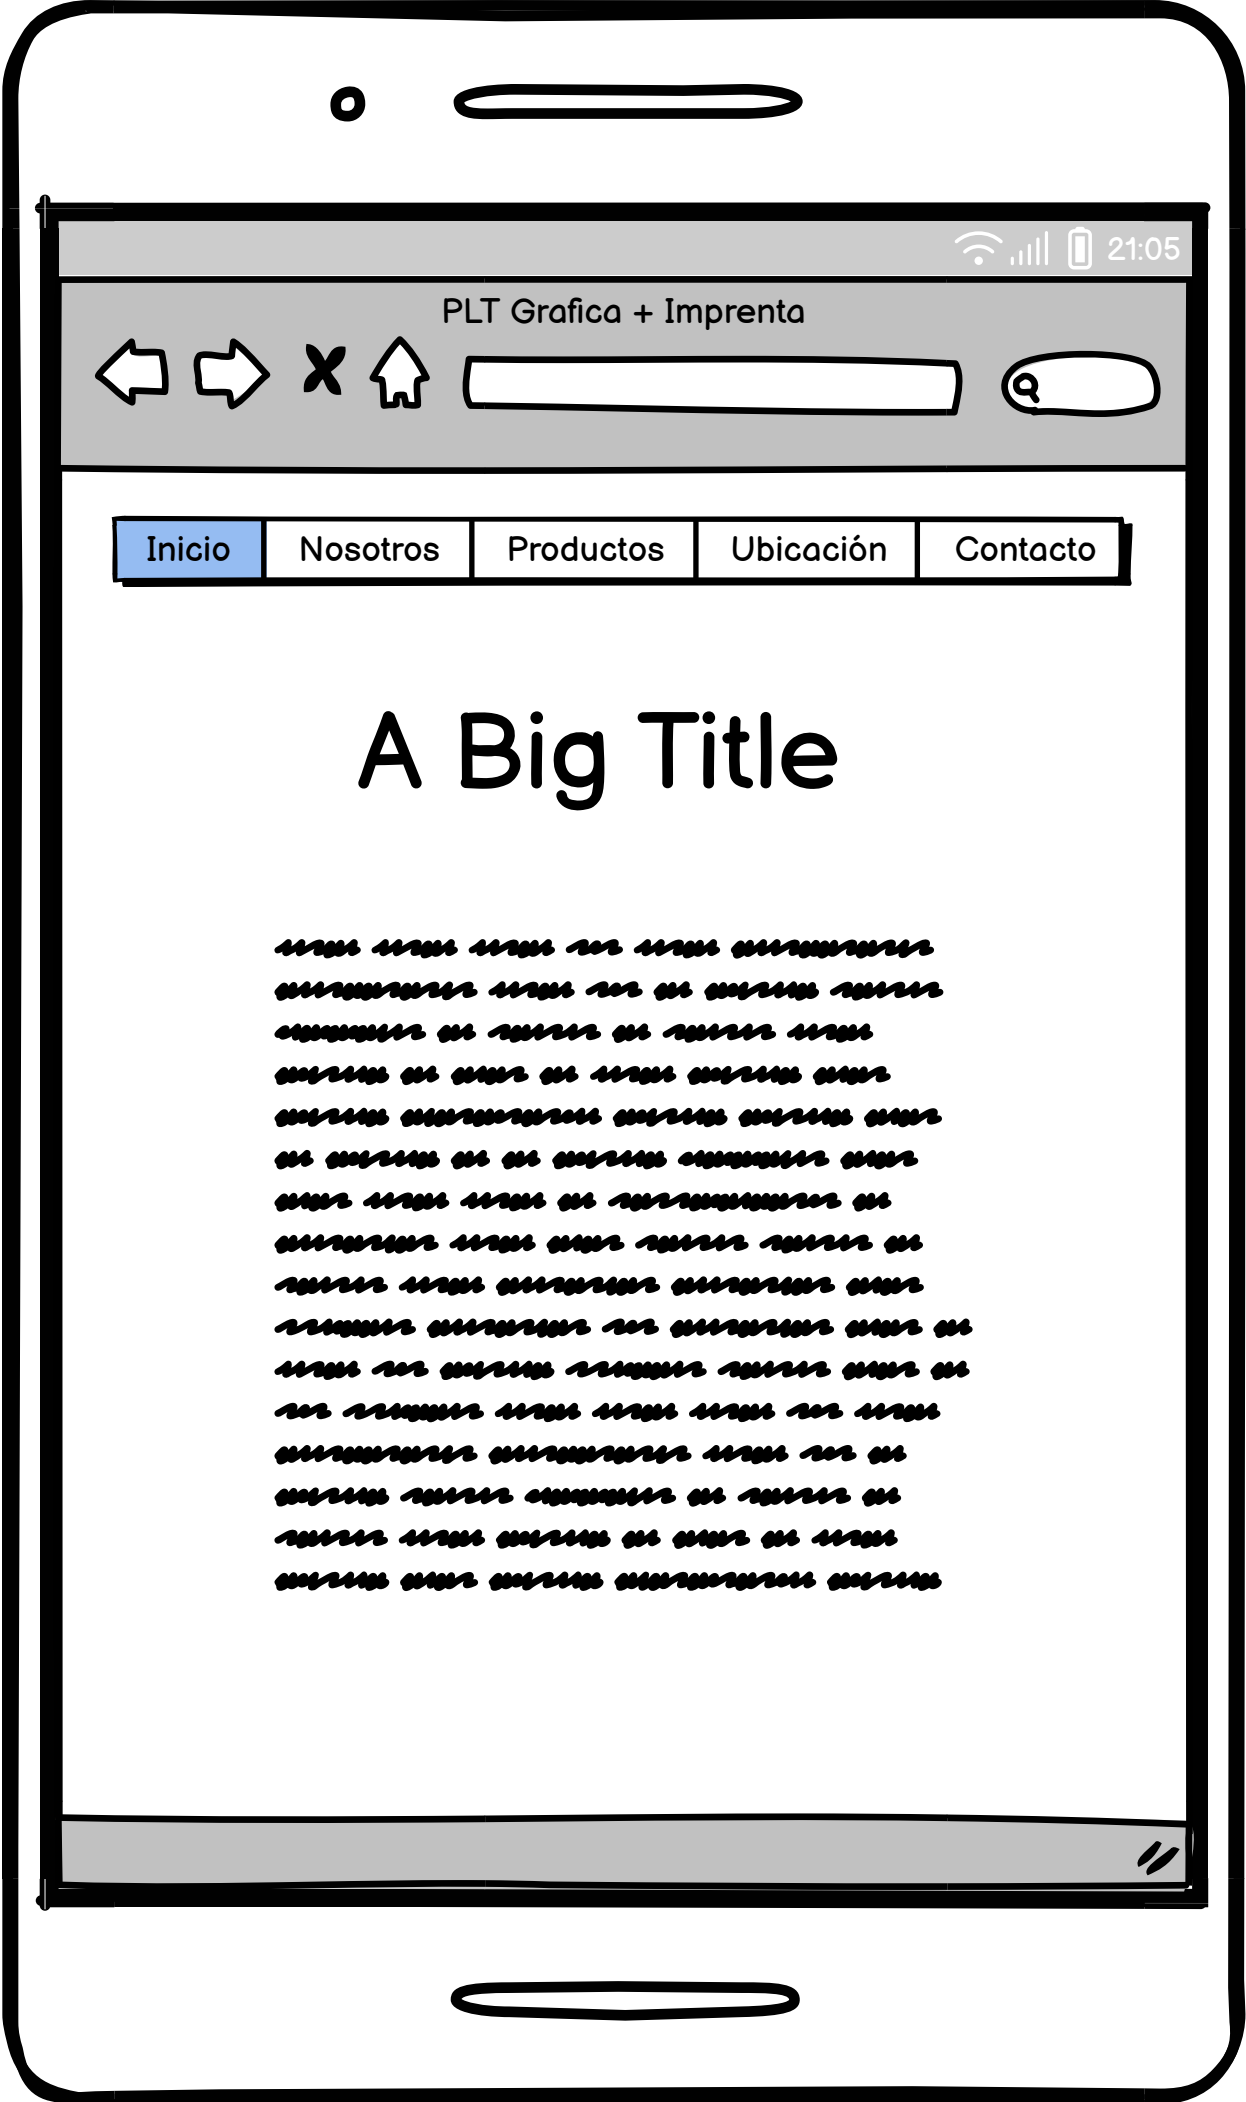 21:05
PLT Grafica + Imprenta
Inicio Nosotros Productos Ubicación Contacto
A Big Title